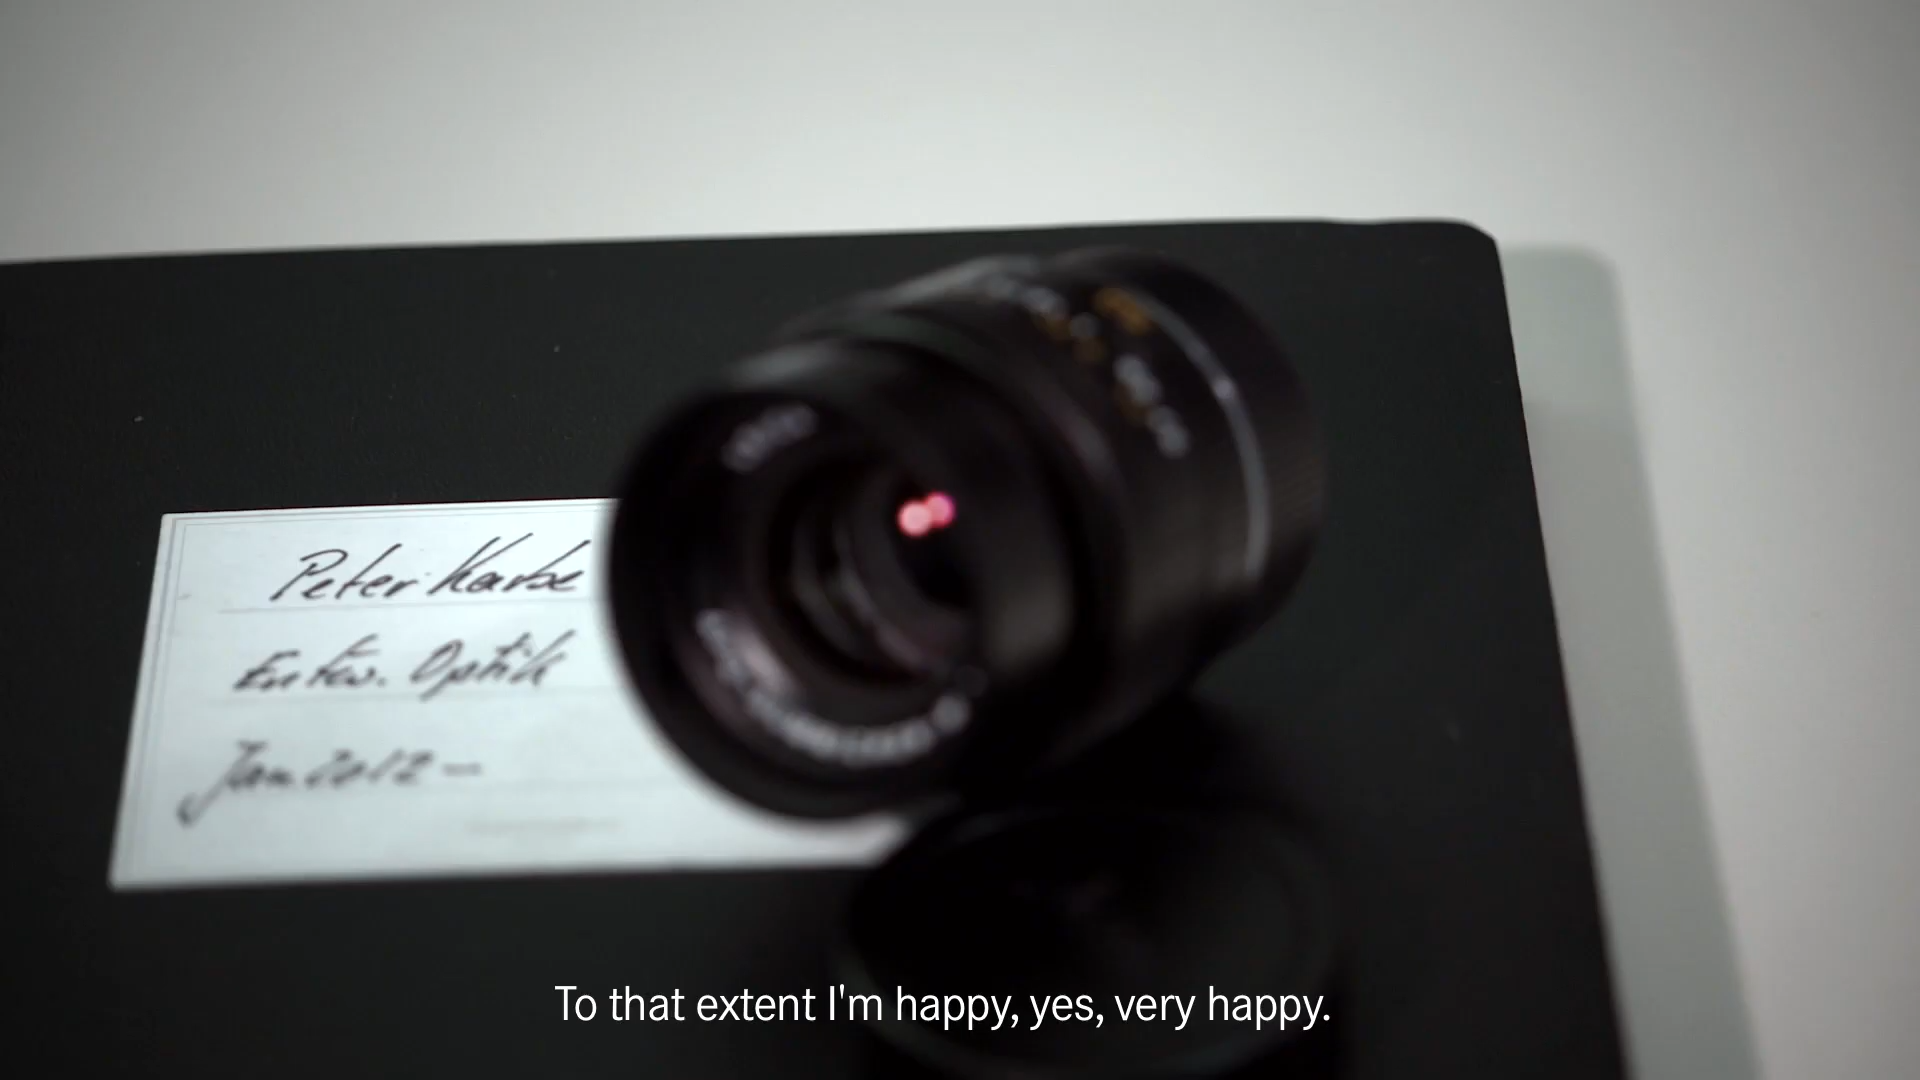 Peter Karbe
Entw. Optik
Jan. 2012 –
To that extent I'm happy, yes, very happy.